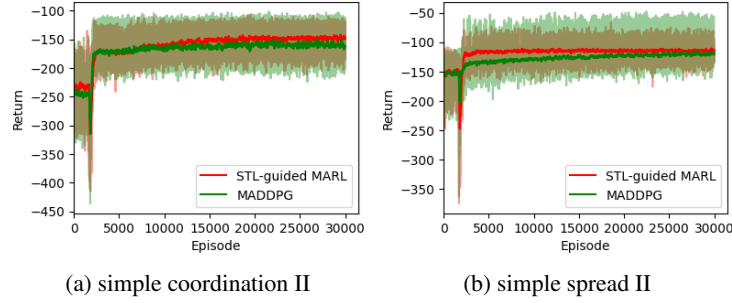 −100
−150
−200
−250
−300
−350
−400
−450
Return
0 5000 10000 15000 20000 25000 30000
Episode
STL-guided MARL
MADDPG
(a) simple coordination II
−50
−100
−150
−200
−250
−300
−350
Return
0 5000 10000 15000 20000 25000 30000
Episode
STL-guided MARL
MADDPG
(b) simple spread II